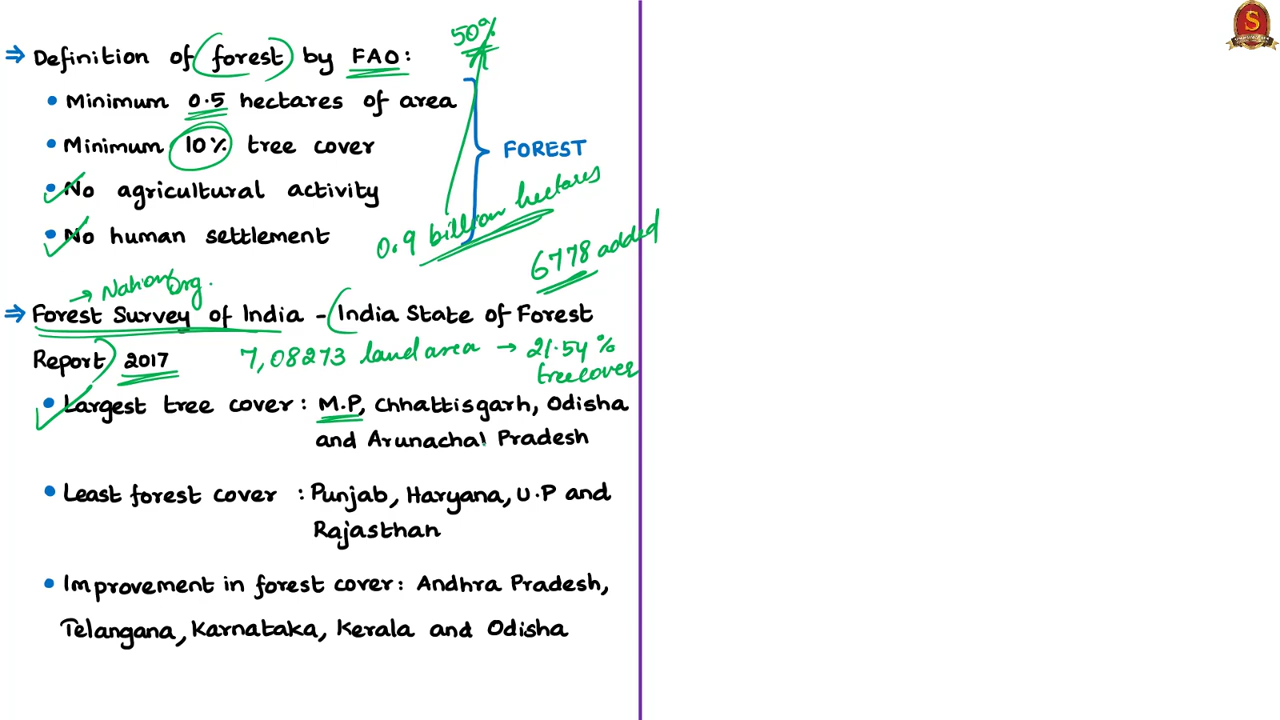 50%
⇒ Definition of (forest) by FAO:
• Minimum 0.5 hectares of area
• Minimum 10% tree cover
FOREST
• No agricultural activity
• No human settlement
0.9 billion hectares
6778 added
→ National Org.
⇒ Forest Survey of India - (India State of Forest
Report) 2017
7,08273 land area → 21.54%
treecover
• Largest tree cover: M.P, Chhattisgarh, Odisha
and Arunachal Pradesh
• Least forest cover : Punjab, Haryana, U.P and
Rajasthan
• Improvement in forest cover: Andhra Pradesh,
Telangana, Karnataka, Kerala and Odisha
S